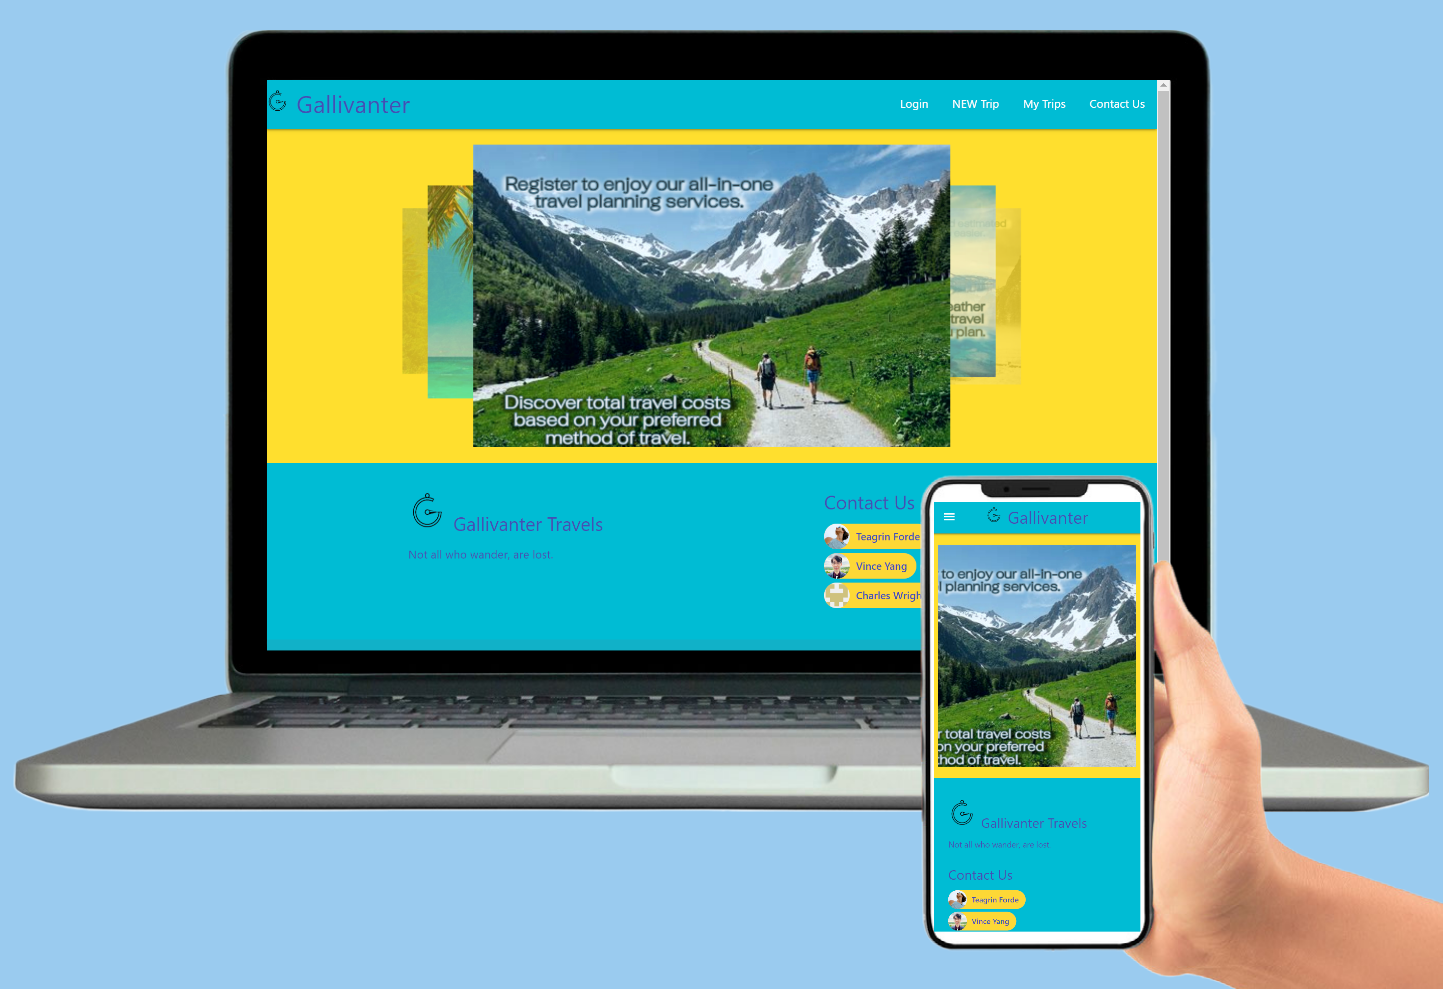 Gallivanter
Login NEW Trip My Trips Contact Us
Register to enjoy our all-in-one
travel planning services.
Discover total travel costs
based on your preferred
method of travel.
ather
travel
plan.
Gallivanter Travels
Not all who wander, are lost.
Contact Us
Teagrin Forde
Vince Yang
Charles Wrigh
Gallivanter
to enjoy our all-in-one
l planning services.
r total travel costs
on your preferred
thod of travel.
Gallivanter Travels
Not all who wander, are lost
Contact Us
Teagrin Forde
Vince Yang